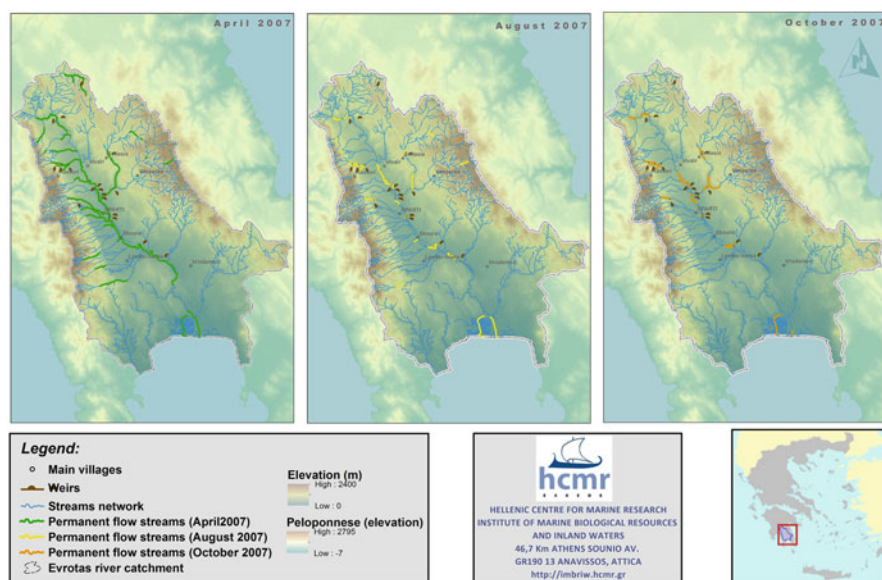 April 2007
August 2007
October 2007
Legend:
Main villages
Weirs
Streams network
Permanent flow streams (April2007)
Permanent flow streams (August 2007)
Permanent flow streams (October 2007)
Evrotas river catchment
Elevation (m)
High : 2400
Low : 0
Peloponnese (elevation)
High : 2795
Low : -7
hcmr
HELLENIC CENTRE FOR MARINE RESEARCH
INSTITUTE OF MARINE BIOLOGICAL RESOURCES
AND INLAND WATERS
46,7 Km ATHENS SOUNIO AV.
GR190 13 ANAVISSOS, ATTICA
http://imbriw.hcmr.gr